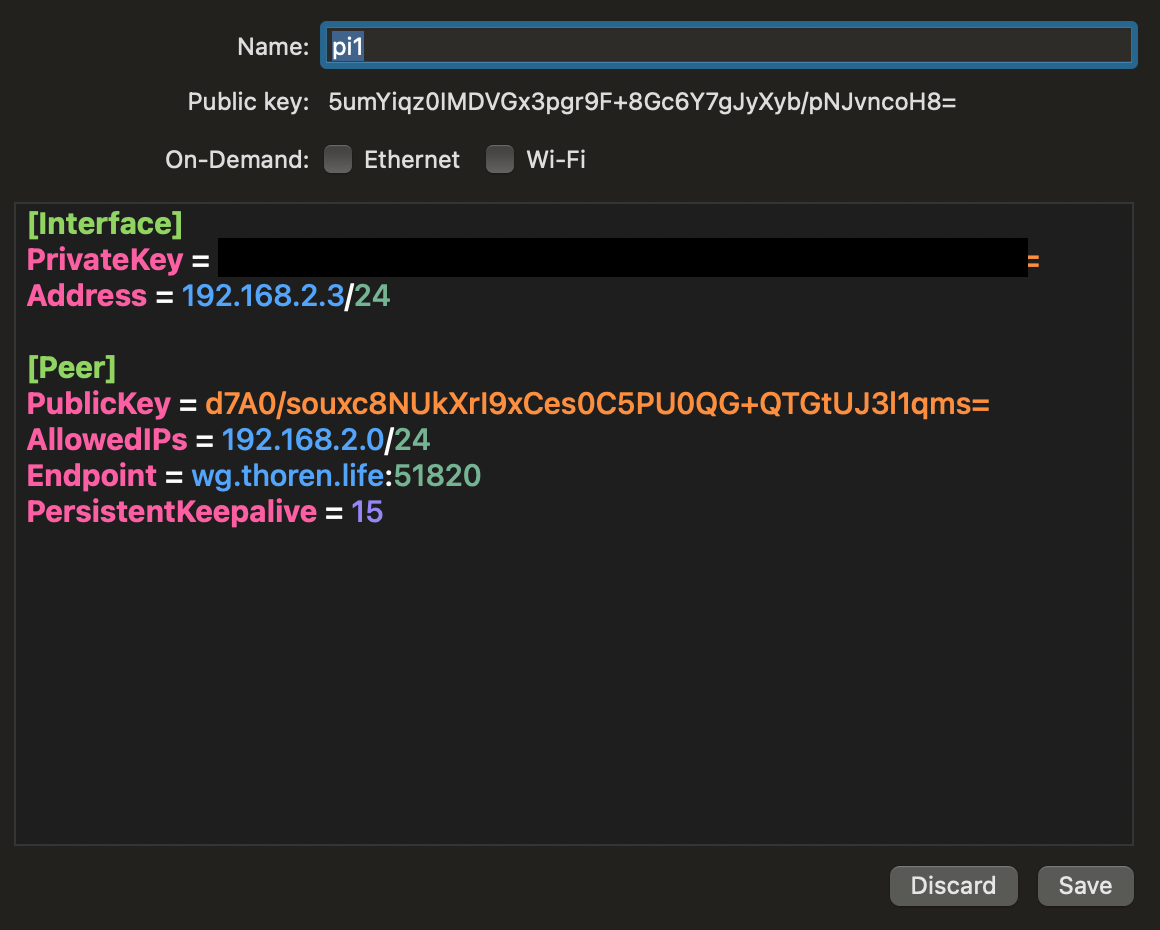 Name: pi1
Public key: 5umYiqz0IMDVGx3pgr9F+8Gc6Y7gJyXyb/pNJvncoH8=
On-Demand: Ethernet Wi-Fi
[Interface]
PrivateKey = =
Address = 192.168.2.3/24
[Peer]
PublicKey = d7A0/souxc8NUkXrI9xCes0C5PU0QG+QTGtUJ3l1qms=
AllowedIPs = 192.168.2.0/24
Endpoint = wg.thoren.life:51820
PersistentKeepalive = 15
Discard Save